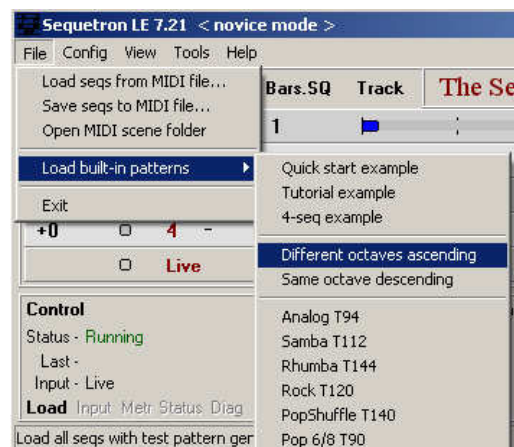 Sequetron LE 7.21 < novice mode >
File Config View Tools Help
Load seqs from MIDI file...
Save seqs to MIDI file...
Open MIDI scene folder
Load built-in patterns
Exit
Bars.SQ Track The Se
1
Quick start example
Tutorial example
4-seq example
Different octaves ascending
Same octave descending
Analog T94
Samba T112
Rhumba T144
Rock T120
PopShuffle T140
Pop 6/8 T90
+0 4 -
Live
Control
Status - Running
Last -
Input - Live
Load Input Metr Status Diag
Load all seqs with test pattern ger